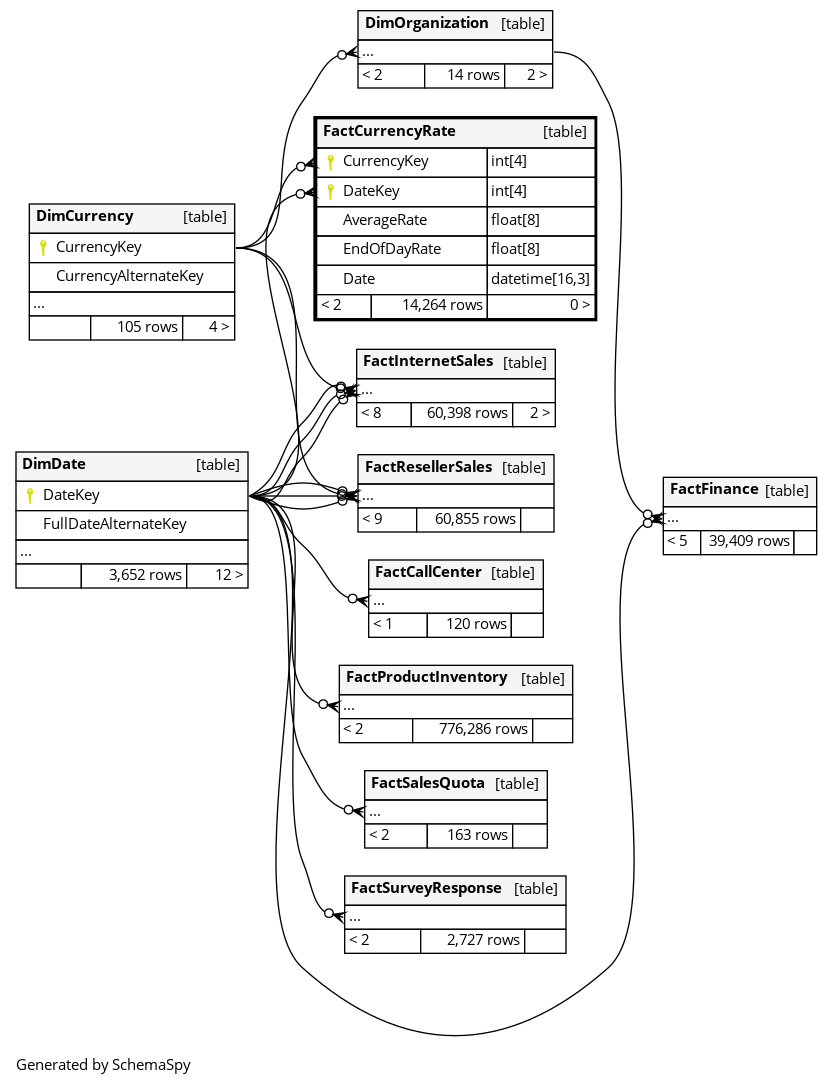 DimOrganization [table]
...
< 2 14 rows 2 >
FactCurrencyRate [table]
CurrencyKey int[4]
DateKey int[4]
AverageRate float[8]
EndOfDayRate float[8]
Date datetime[16,3]
< 2 14,264 rows 0 >
DimCurrency [table]
CurrencyKey
CurrencyAlternateKey
...
105 rows 4 >
FactInternetSales [table]
...
< 8 60,398 rows 2 >
DimDate [table]
DateKey
FullDateAlternateKey
...
3,652 rows 12 >
FactResellerSales [table]
...
< 9 60,855 rows
FactFinance [table]
...
< 5 39,409 rows
FactCallCenter [table]
...
< 1 120 rows
FactProductInventory [table]
...
< 2 776,286 rows
FactSalesQuota [table]
...
< 2 163 rows
FactSurveyResponse [table]
...
< 2 2,727 rows
Generated by SchemaSpy